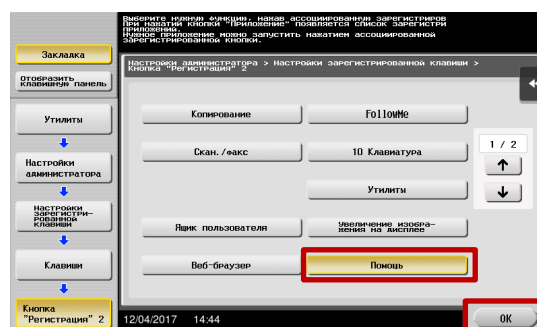 Выберите нужную функцию, нажав ассоциированную зарегистриров
При нажатии кнопки "Приложение" появляется список зарегистри
приложений.
Нужное приложение можно запустить нажатием ассоциированной
зарегистрированной кнопки.
Закладка
Отобразить
клавишную панель
Настройки администратора > Настройки зарегистрированной клавиши >
Кнопка "Регистрация" 2
Утилиты
Настройки
администратора
Настройки
зарегистри-
рованной
клавиши
Клавиши
Кнопка
"Регистрация" 2
Копирование
FollowMe
Скан./факс
10 Клавиатура
Утилиты
Ящик пользователя
Увеличение изобра-
жения на дисплее
Веб-браузер
Помощь
1 / 2
12/04/2017 14:44
OK